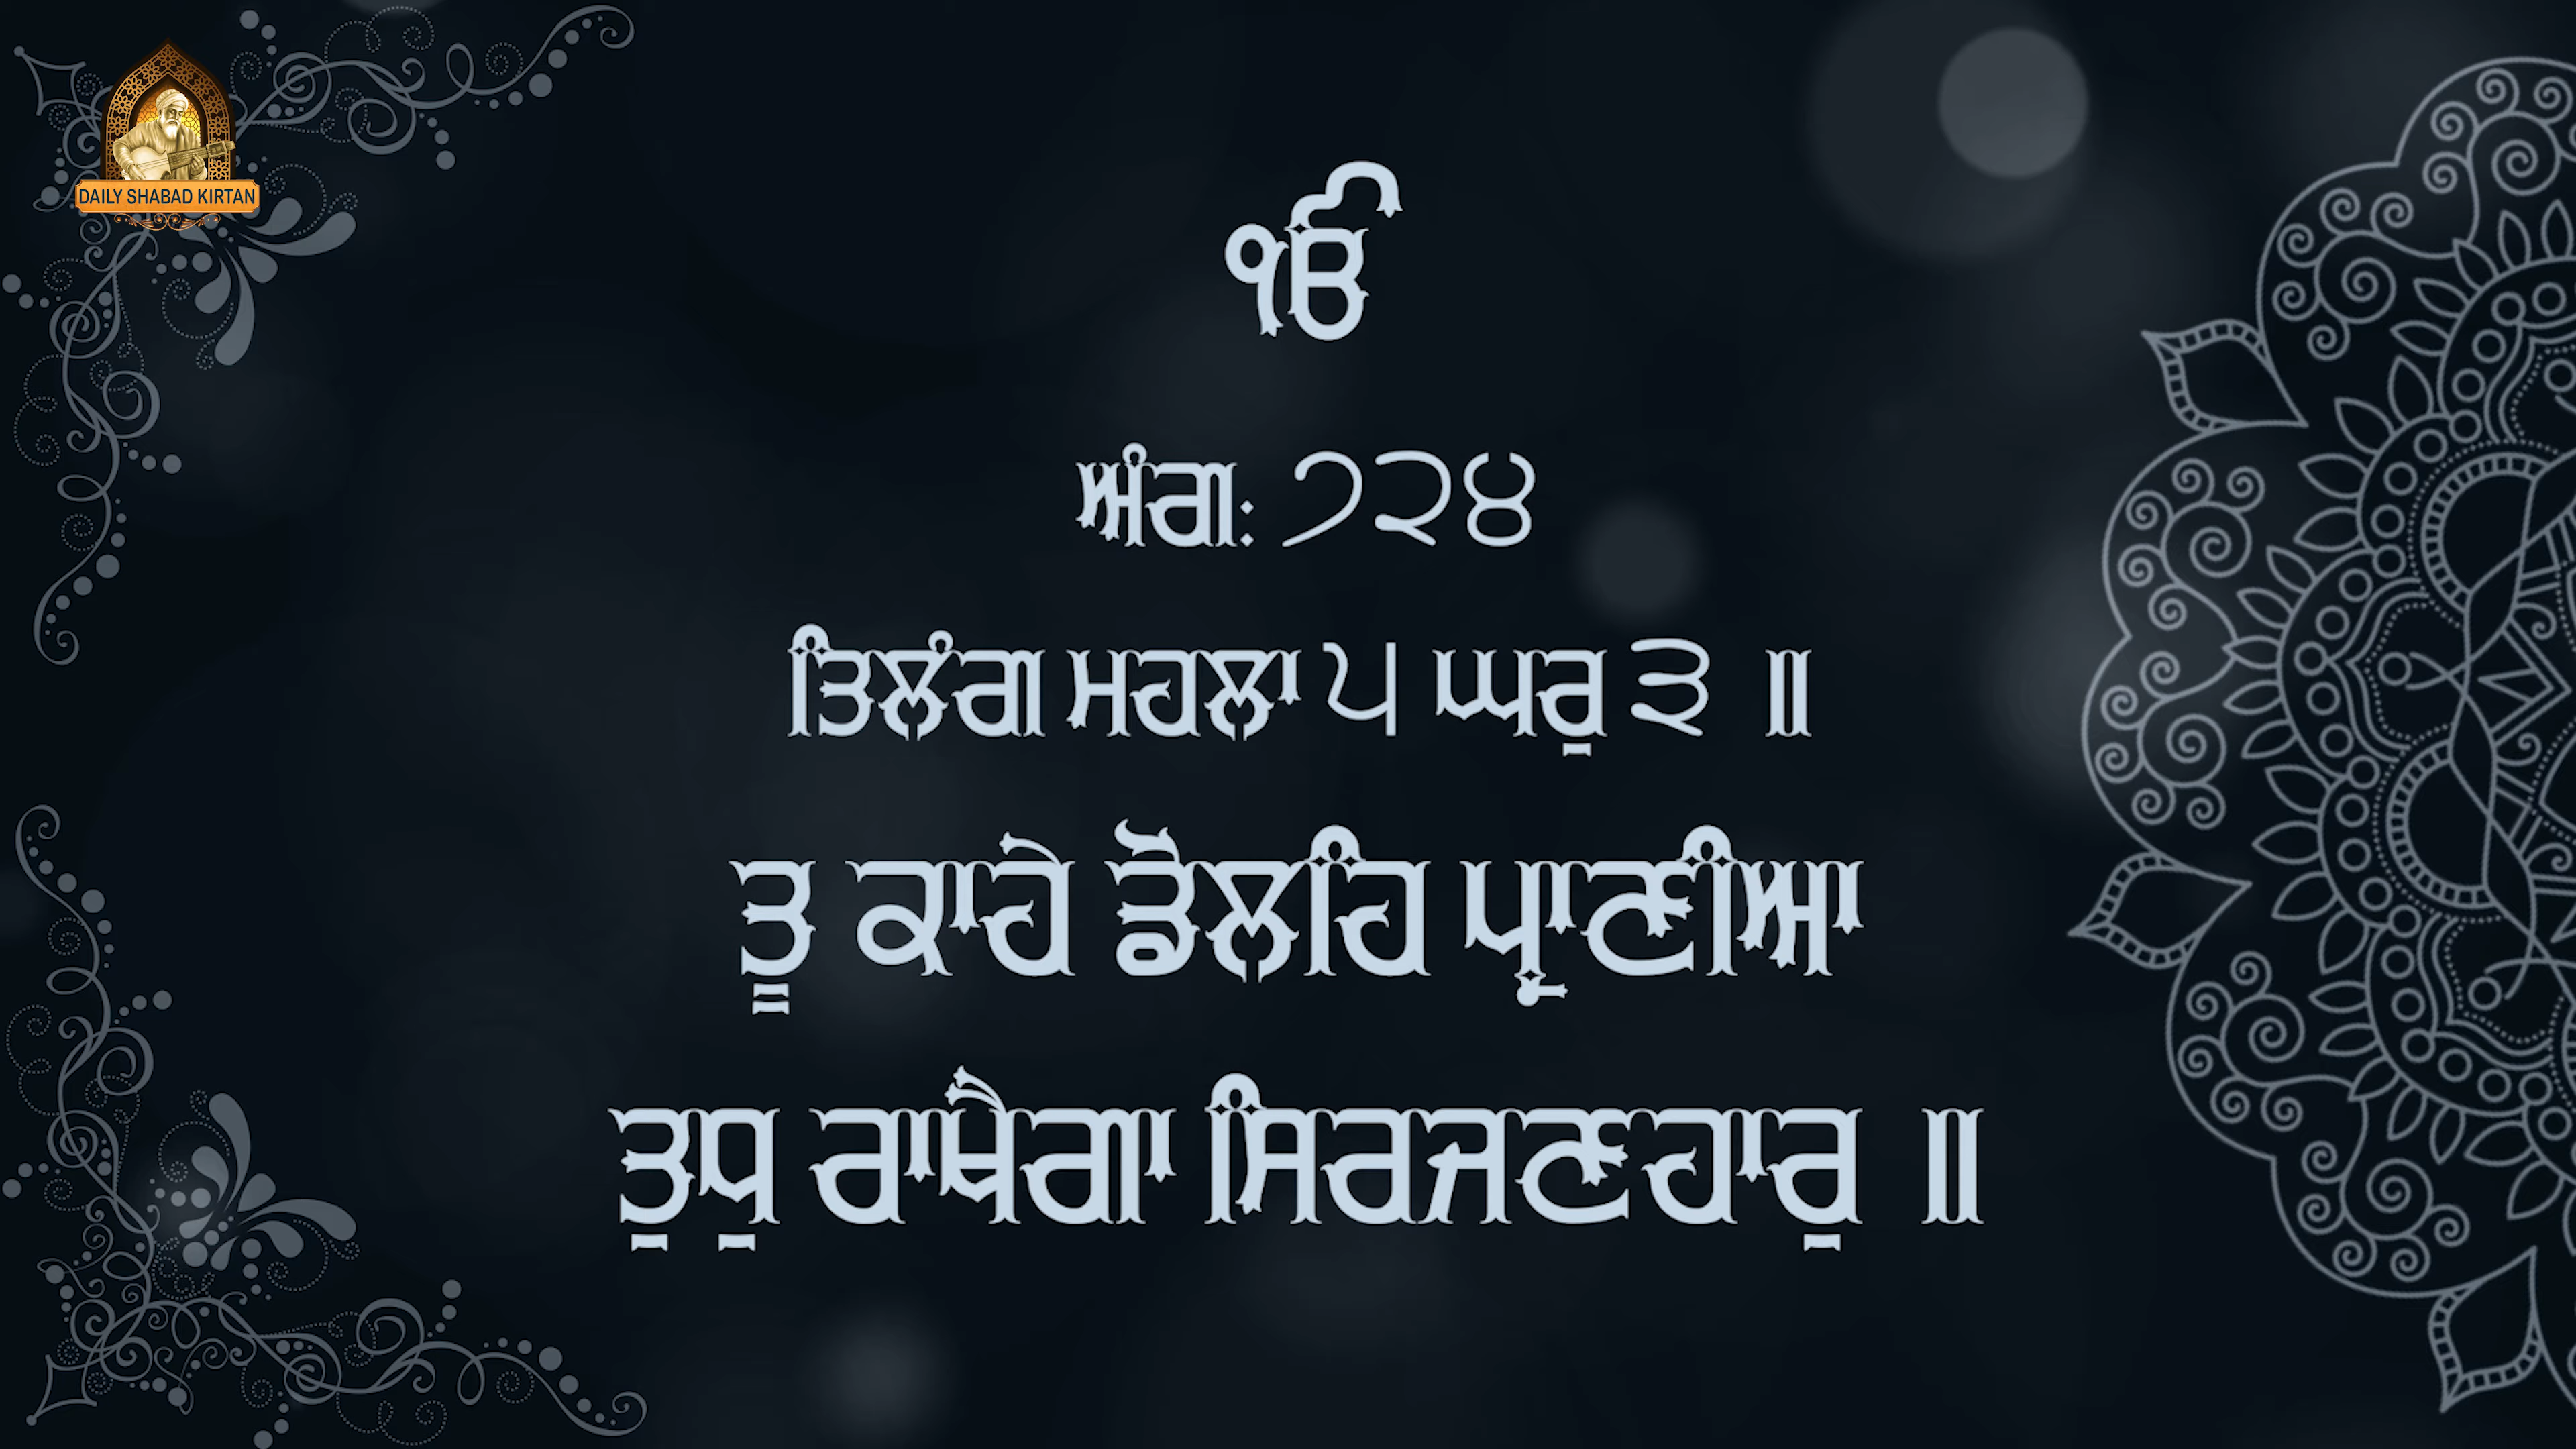 DAILY SHABAD KIRTAN
ੴ
ਅੰਗ: ੭੨੪
ਤਿਲੰਗ ਮਹਲਾ ੫ ਘਰੁ ੩ ॥
ਤੂ ਕਾਹੇ ਡੋਲਹਿ ਪ੍ਰਾਣੀਆ
ਤੁਧੁ ਰਾਖੈਗਾ ਸਿਰਜਣਹਾਰੁ ॥